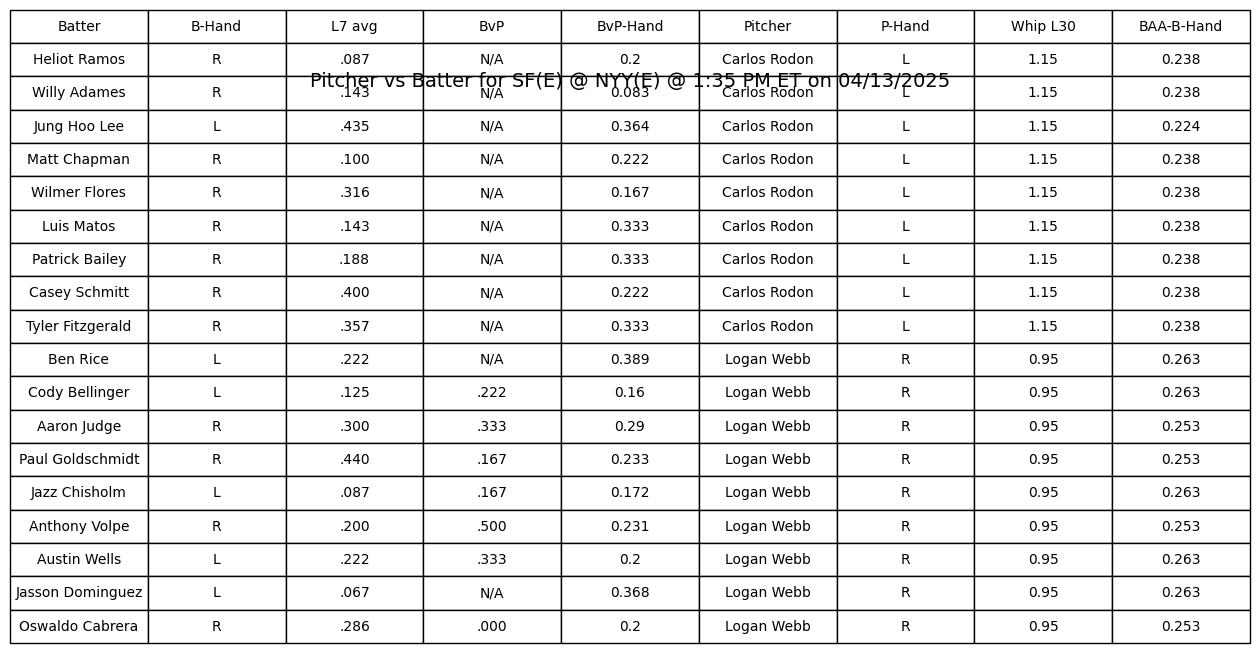 Batter B-Hand L7 avg BvP BvP-Hand Pitcher P-Hand Whip L30 BAA-B-Hand
Heliot Ramos R .087 N/A 0.2 Carlos Rodon L 1.15 0.238
Pitcher vs Batter for SF(E) @ NYY(E) @ 1:35 PM ET on 04/13/2025
Willy Adames R .143 N/A 0.083 Carlos Rodon L 1.15 0.238
Jung Hoo Lee L .435 N/A 0.364 Carlos Rodon L 1.15 0.224
Matt Chapman R .100 N/A 0.222 Carlos Rodon L 1.15 0.238
Wilmer Flores R .316 N/A 0.167 Carlos Rodon L 1.15 0.238
Luis Matos R .143 N/A 0.333 Carlos Rodon L 1.15 0.238
Patrick Bailey R .188 N/A 0.333 Carlos Rodon L 1.15 0.238
Casey Schmitt R .400 N/A 0.222 Carlos Rodon L 1.15 0.238
Tyler Fitzgerald R .357 N/A 0.333 Carlos Rodon L 1.15 0.238
Ben Rice L .222 N/A 0.389 Logan Webb R 0.95 0.263
Cody Bellinger L .125 .222 0.16 Logan Webb R 0.95 0.263
Aaron Judge R .300 .333 0.29 Logan Webb R 0.95 0.253
Paul Goldschmidt R .440 .167 0.233 Logan Webb R 0.95 0.253
Jazz Chisholm L .087 .167 0.172 Logan Webb R 0.95 0.263
Anthony Volpe R .200 .500 0.231 Logan Webb R 0.95 0.253
Austin Wells L .222 .333 0.2 Logan Webb R 0.95 0.263
Jasson Dominguez L .067 N/A 0.368 Logan Webb R 0.95 0.263
Oswaldo Cabrera R .286 .000 0.2 Logan Webb R 0.95 0.253